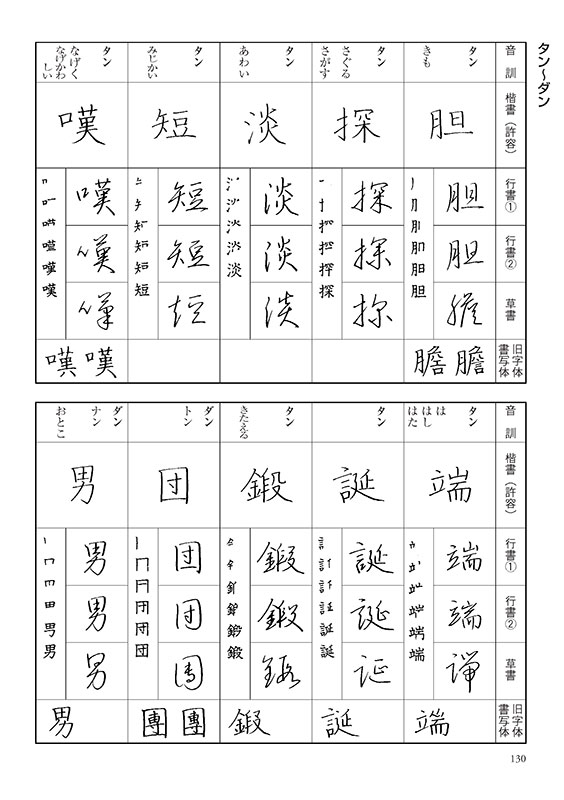 タン〜ダン
音訓
楷書（許容）
行書①
行書②
草書
旧字体
書写体
タン
きも
胆
胆
胆
胆
膽 膽
タン
さぐる
さがす
探
探
探
探
タン
あわい
淡
淡
淡
淡
タン
みじかい
短
短
短
短
タン
なげく
なげかわ
しい
嘆
嘆
嘆
嘆
嘆 嘆
音訓
楷書（許容）
行書①
行書②
草書
旧字体
書写体
タン
は
はし
はた
端
端
端
端
端
タン
誕
誕
誕
誕
誕
タン
きたえる
鍛
鍛
鍛
鍛
鍛
ダン
トン
団
団
団
團
團 團
ダン
ナン
おとこ
男
男
男
男
男
130